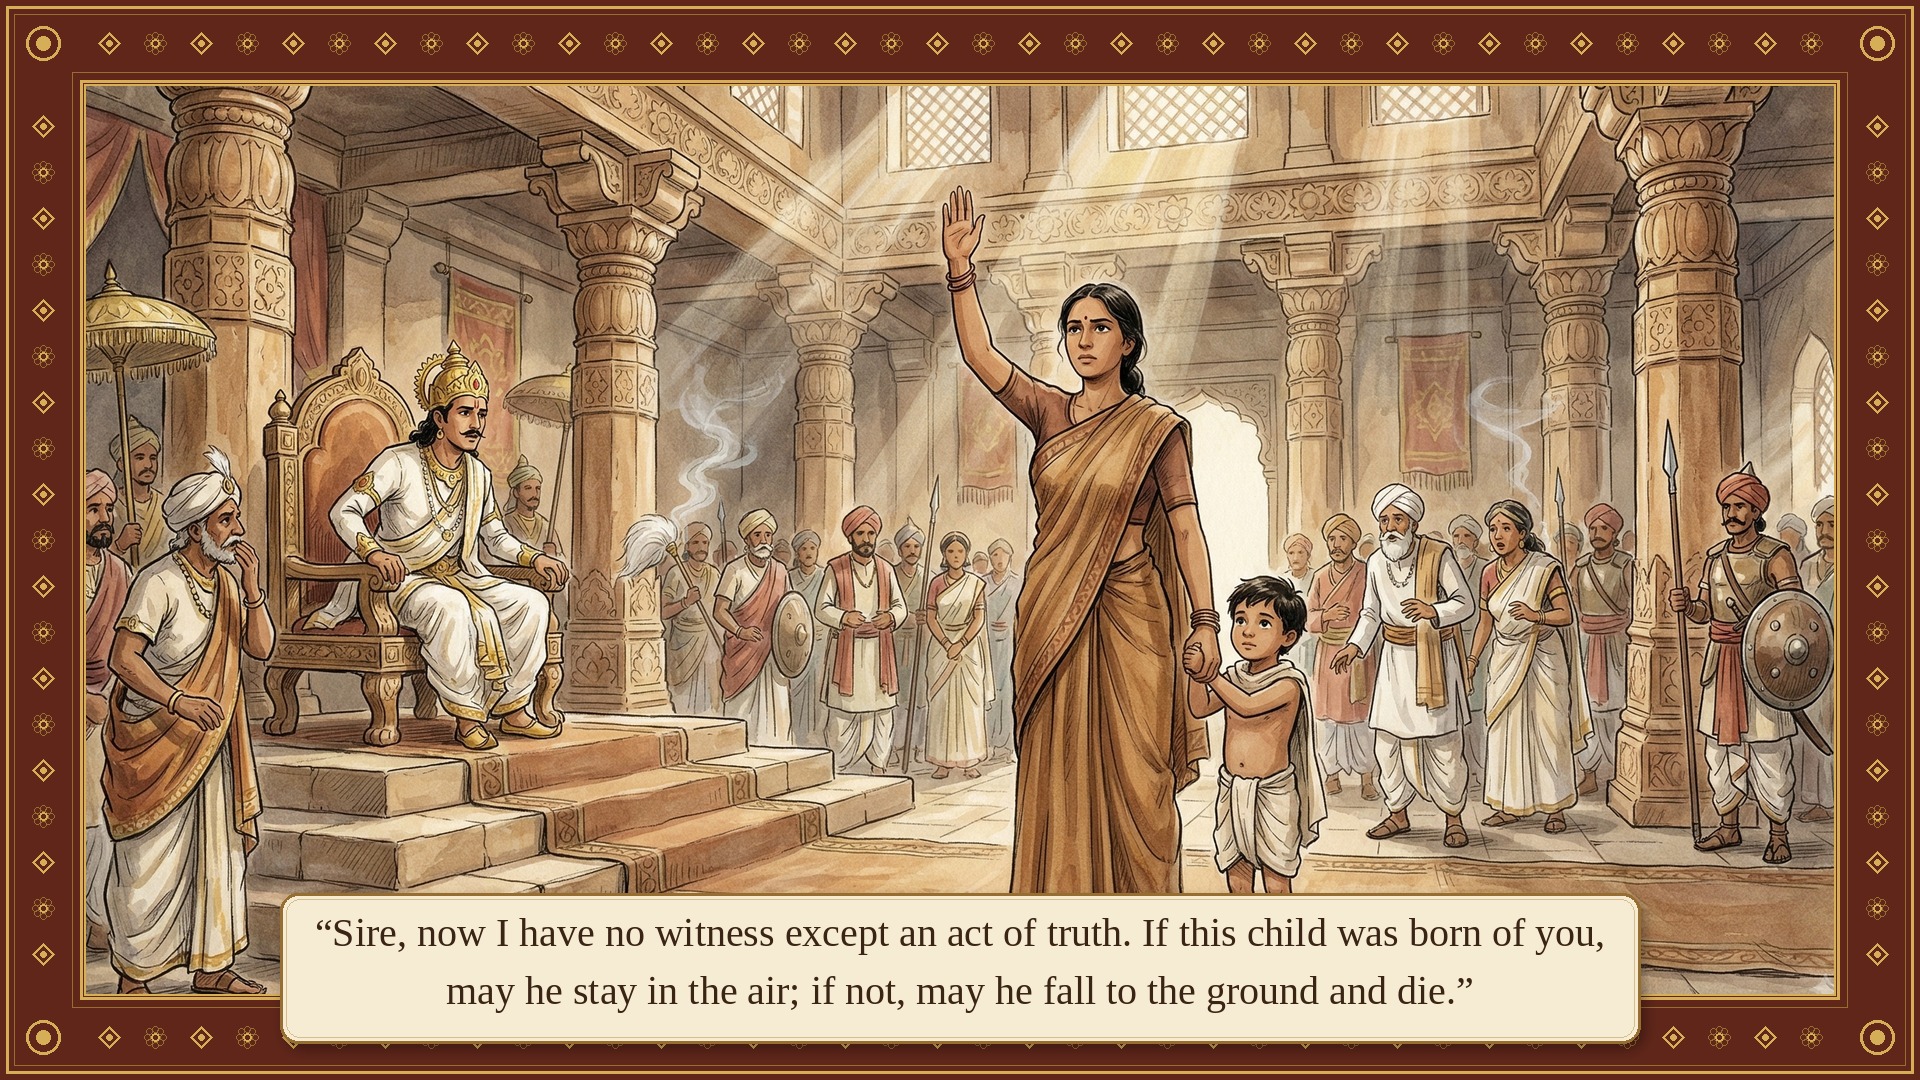 “Sire, now I have no witness except an act of truth. If this child was born of you,
may he stay in the air; if not, may he fall to the ground and die.”